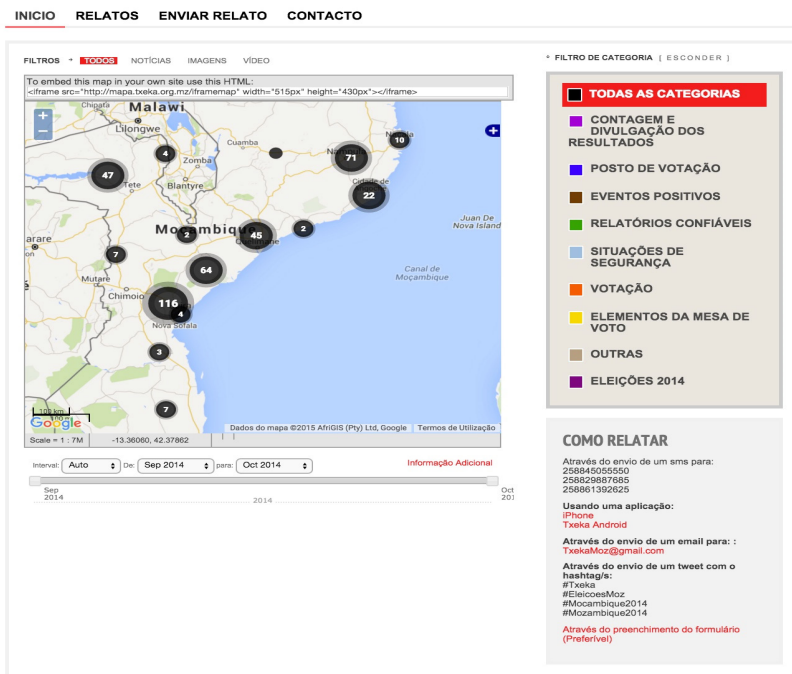 INICIO RELATOS ENVIAR RELATO CONTACTO
FILTROS TODOS NOTÍCIAS IMAGENS VÍDEO
To embed this map in your own site use this HTML:
<iframe src="http://mapa.txeka.org.mz/iframemap" width="515px" height="430px"></iframe>
Chipata
Malawi
Lilongwe
Cuamba
10
4
Zomba
71
47
Tete
Blantyre
Cidade de
22
Juan De
Nova Island
Moçambique
2
45
2
arare
7
64
Canal de
Moçambique
Mutare
Chimoio
116
4
Nova Sofala
3
7
100 km
Google
Dados do mapa ©2015 AfriGIS (Pty) Ltd, Google Termos de Utilização
Scale = 1 : 7M -13.36060, 42.37862
Interval: Auto De: Sep 2014 para: Oct 2014
Informação Adicional
Sep
2014
2014
Oct
FILTRO DE CATEGORIA [ ESCONDER ]
TODAS AS CATEGORIAS
CONTAGEM E
DIVULGAÇÃO DOS
RESULTADOS
POSTO DE VOTAÇÃO
EVENTOS POSITIVOS
RELATÓRIOS CONFIÁVEIS
SITUAÇÕES DE
SEGURANÇA
VOTAÇÃO
ELEMENTOS DA MESA DE
VOTO
OUTRAS
ELEIÇÕES 2014
COMO RELATAR
Através do envio de um sms para:
258845055550
258829887685
258861392625
Usando uma aplicação:
iPhone
Txeka Android
Através do envio de um email para: :
TxekaMoz@gmail.com
Através do envio de um tweet com o
hashtag/s:
#Txeka
#EleicoesMoz
#Mocambique2014
#Mozambique2014
Através do preenchimento do formulário
(Preferível)